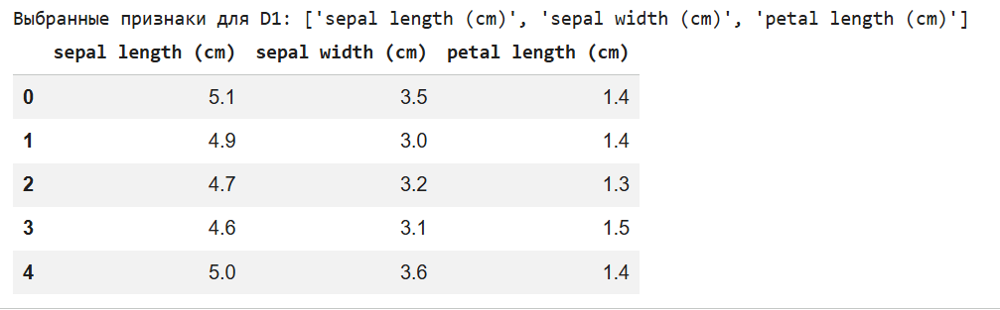 Выбранные признаки для D1: ['sepal length (cm)', 'sepal width (cm)', 'petal length (cm)']
sepal length (cm) sepal width (cm) petal length (cm)
0 5.1 3.5 1.4
1 4.9 3.0 1.4
2 4.7 3.2 1.3
3 4.6 3.1 1.5
4 5.0 3.6 1.4